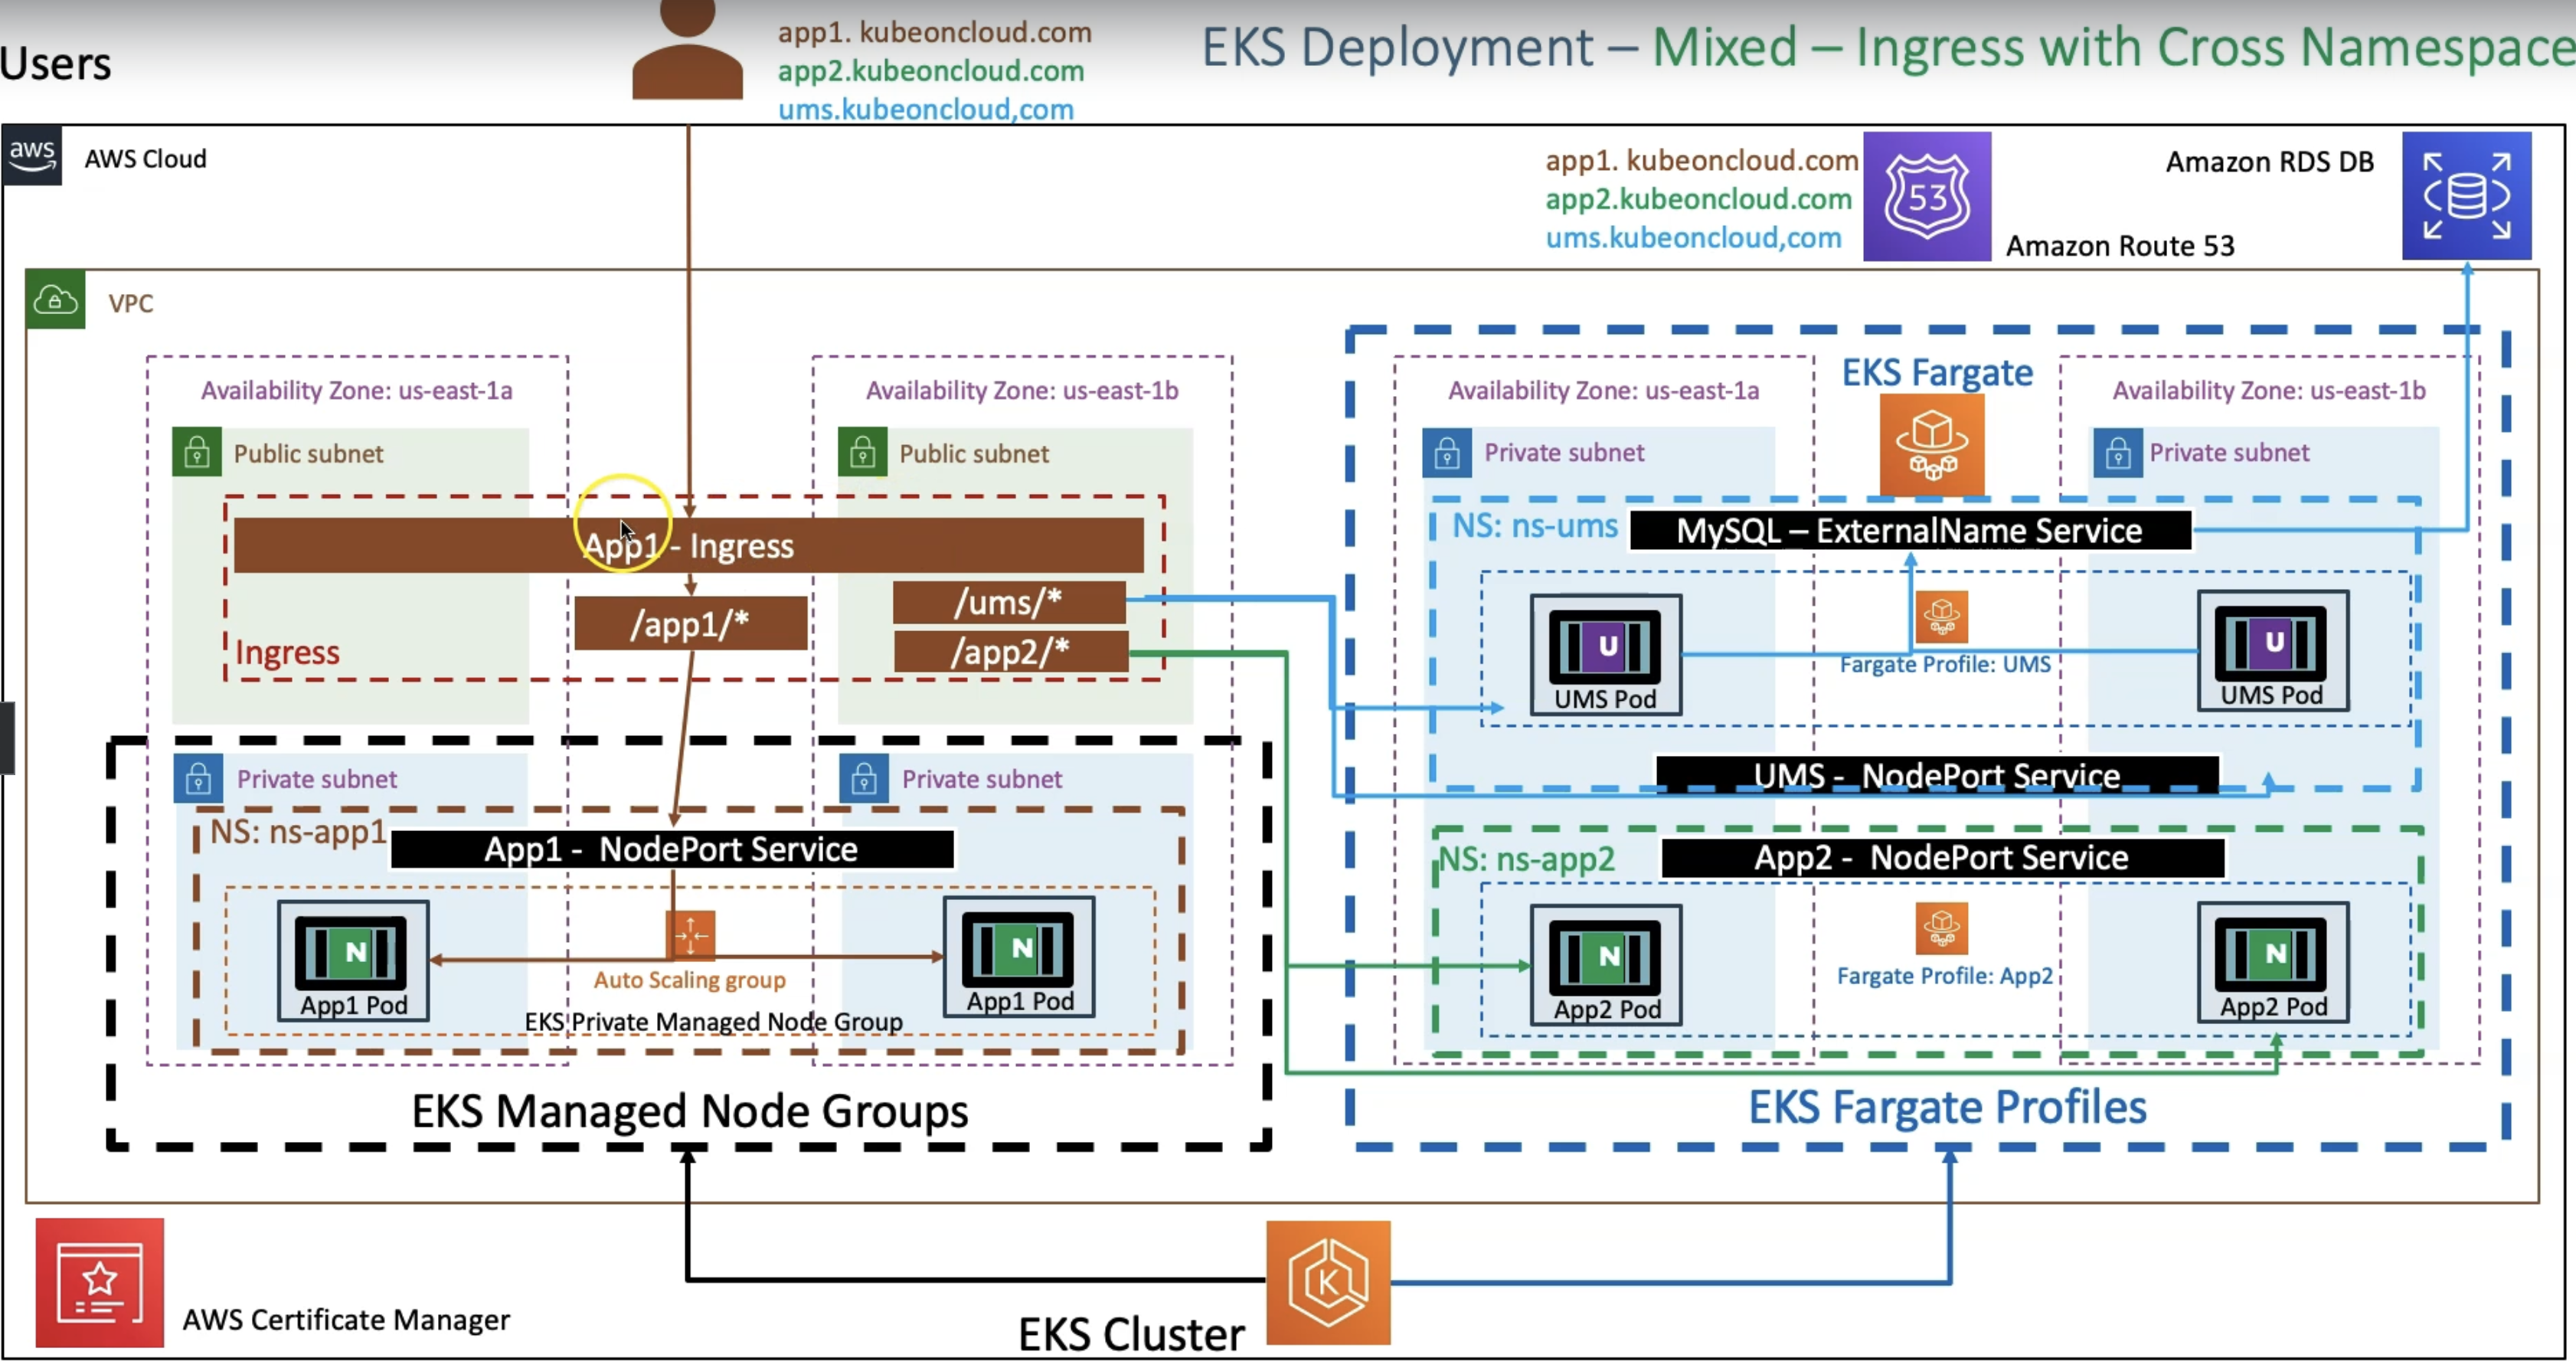 Users
app1. kubeoncloud.com
app2.kubeoncloud.com
ums.kubeoncloud,com
EKS Deployment – Mixed – Ingress with Cross Namespace
aws
AWS Cloud
app1. kubeoncloud.com
app2.kubeoncloud.com
ums.kubeoncloud,com
53
Amazon Route 53
Amazon RDS DB
VPC
Availability Zone: us-east-1a
Availability Zone: us-east-1b
Public subnet
Public subnet
App1 - Ingress
/app1/*
/ums/*
/app2/*
Ingress
Private subnet
Private subnet
NS: ns-app1
App1 - NodePort Service
N
App1 Pod
Auto Scaling group
EKS Private Managed Node Group
N
App1 Pod
EKS Managed Node Groups
Availability Zone: us-east-1a
EKS Fargate
Availability Zone: us-east-1b
Private subnet
Private subnet
NS: ns-ums
MySQL – ExternalName Service
U
UMS Pod
Fargate Profile: UMS
U
UMS Pod
UMS - NodePort Service
NS: ns-app2
App2 - NodePort Service
N
App2 Pod
Fargate Profile: App2
N
App2 Pod
EKS Fargate Profiles
AWS Certificate Manager
EKS Cluster
K